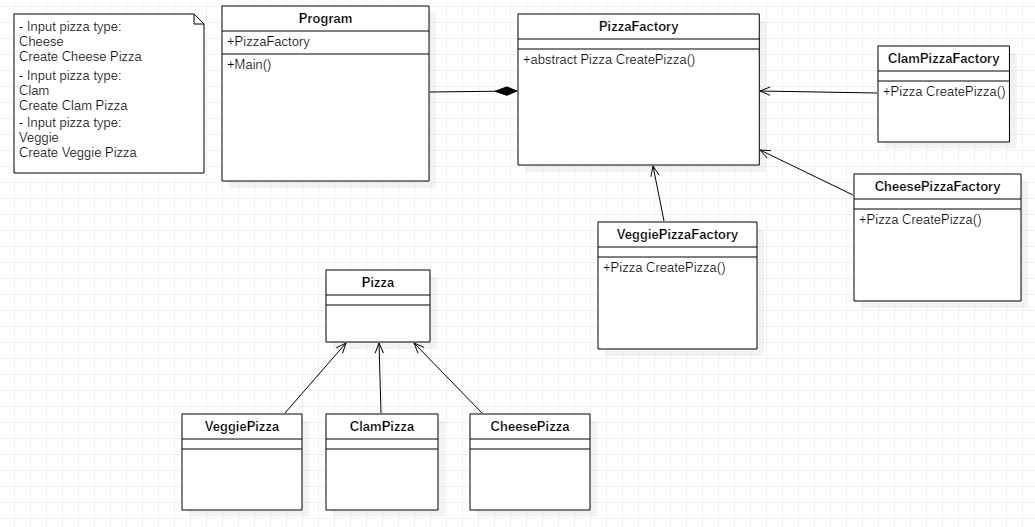 - Input pizza type:
Cheese
Create Cheese Pizza
- Input pizza type:
Clam
Create Clam Pizza
- Input pizza type:
Veggie
Create Veggie Pizza
Program
+PizzaFactory
+Main()
PizzaFactory
+abstract Pizza CreatePizza()
ClamPizzaFactory
+Pizza CreatePizza()
CheesePizzaFactory
+Pizza CreatePizza()
VeggiePizzaFactory
+Pizza CreatePizza()
Pizza
VeggiePizza
ClamPizza
CheesePizza